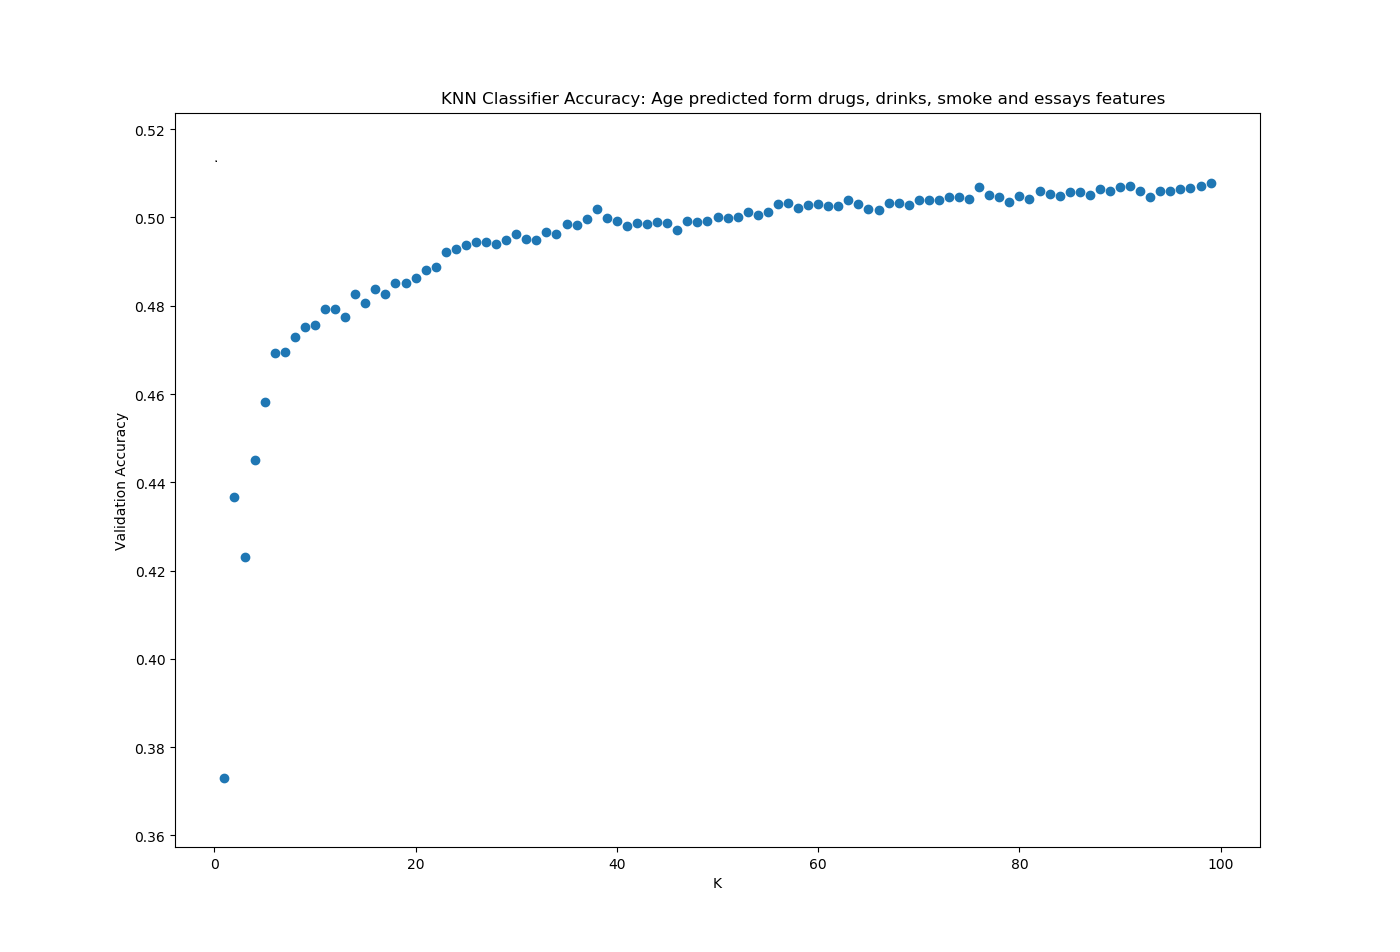 KNN Classifier Accuracy: Age predicted form drugs, drinks, smoke and essays features
0.52
.
0.50
0.48
0.46
0.44
0.42
0.40
0.38
0.36
Validation Accuracy
0 20 40 60 80 100
K